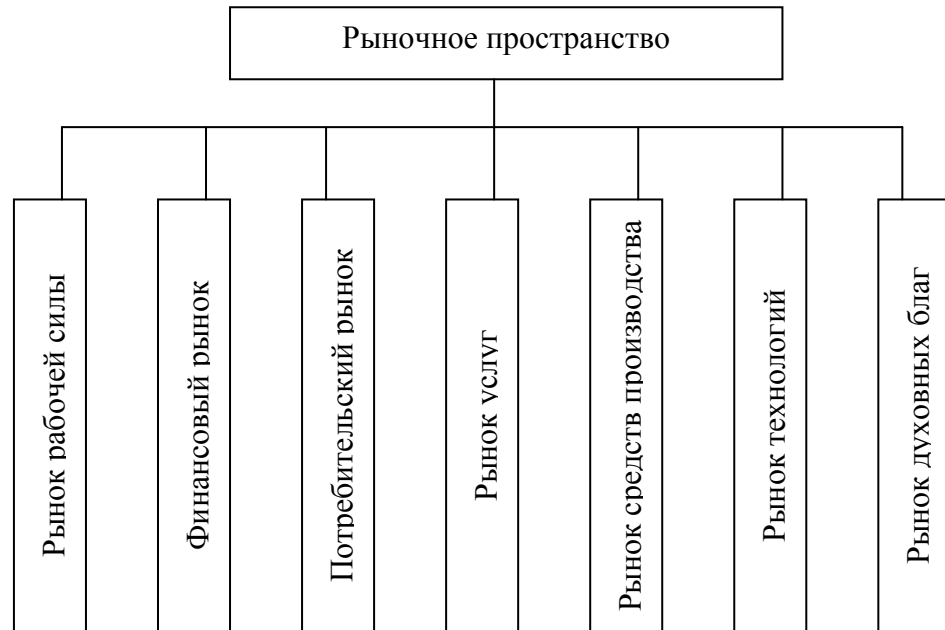 Рыночное пространство
Рынок рабочей силы
Финансовый рынок
Потребительский рынок
Рынок услуг
Рынок средств производства
Рынок технологий
Рынок духовных благ